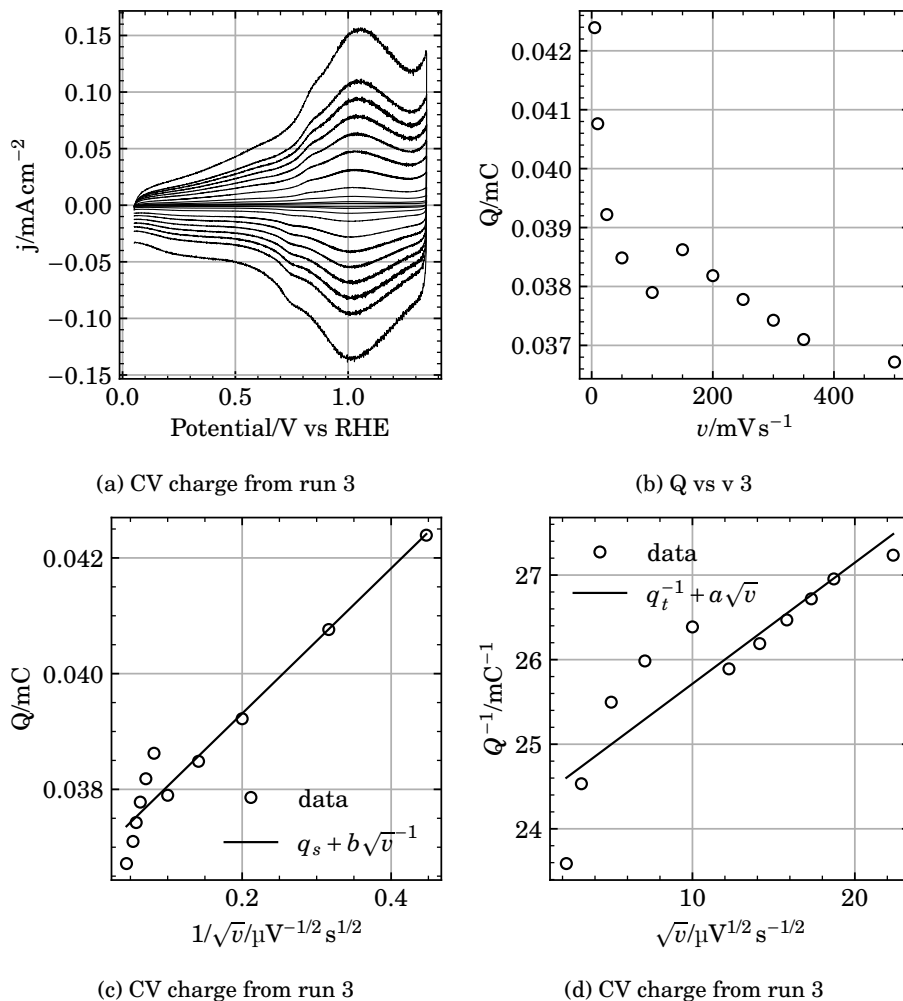 0.15
0.10
0.05
0.00
−0.05
−0.10
−0.15
j/mAcm⁻²
0.0 0.5 1.0
Potential/V vs RHE
(a) CV charge from run 3
0.042
0.041
0.040
0.039
0.038
0.037
Q/mC
0 200 400
v/mV s⁻¹
(b) Q vs v 3
0.042
0.040
0.038
Q/mC
data
qₛ + b√v⁻¹
0.2 0.4
1/√v/µV⁻¹/² s¹/²
(c) CV charge from run 3
27
26
25
24
Q⁻¹/mC⁻¹
data
qₜ⁻¹ + a√v
10 20
√v/µV¹/² s⁻¹/²
(d) CV charge from run 3